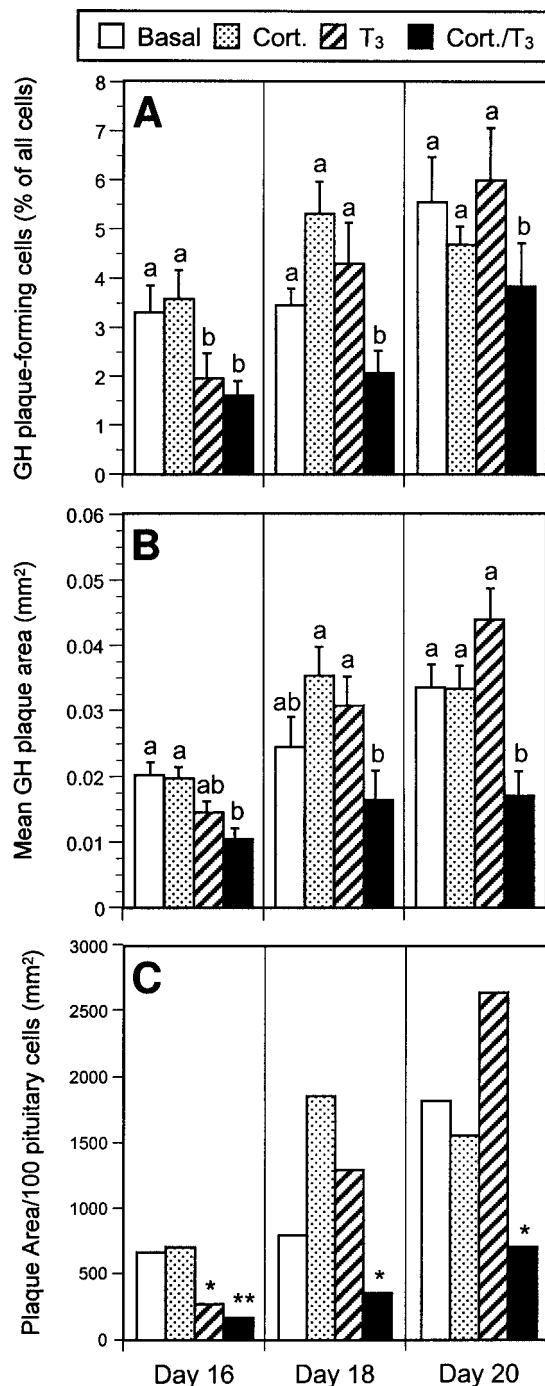 Basal Cort. T₃ Cort./T₃
A
GH plaque-forming cells (% of all cells)
8
7
6
5
4
3
2
1
0
a a b b
a a a b
a a a b
B
Mean GH plaque area (mm²)
0.06
0.05
0.04
0.03
0.02
0.01
0
a a ab b
ab a a b
a a a b
C
Plaque Area/100 pituitary cells (mm²)
3000
2500
2000
1500
1000
500
0
* **
*
*
Day 16 Day 18 Day 20